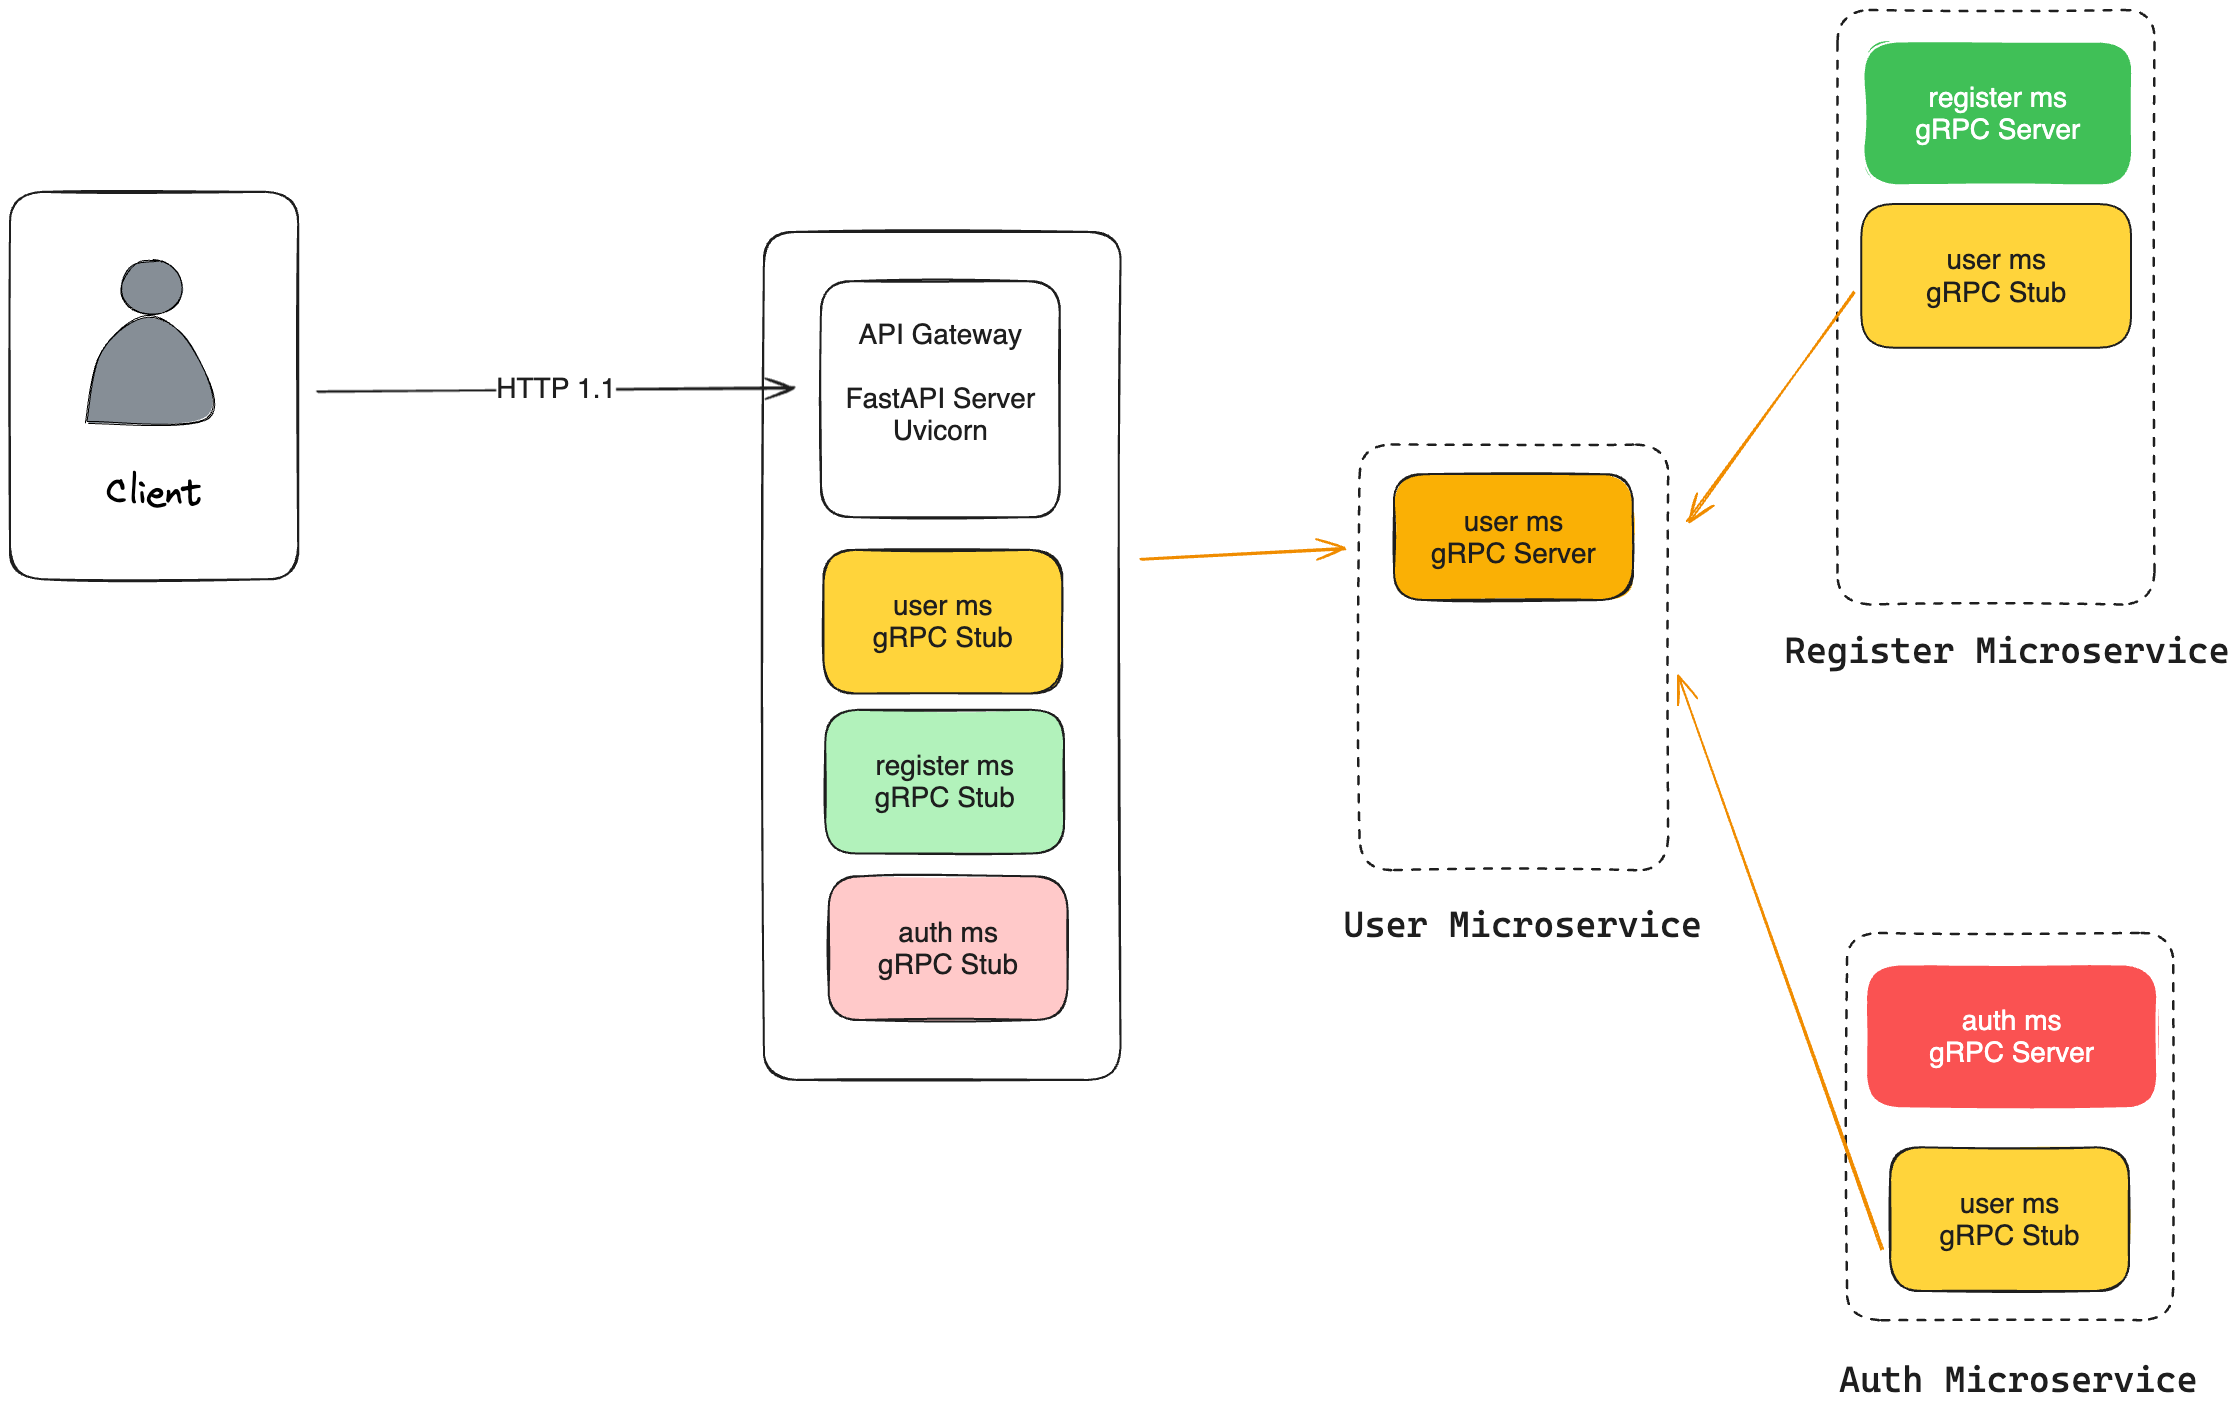 Client
HTTP 1.1
API Gateway
FastAPI Server
Uvicorn
user ms
gRPC Stub
register ms
gRPC Stub
auth ms
gRPC Stub
user ms
gRPC Server
User Microservice
register ms
gRPC Server
user ms
gRPC Stub
Register Microservice
auth ms
gRPC Server
user ms
gRPC Stub
Auth Microservice